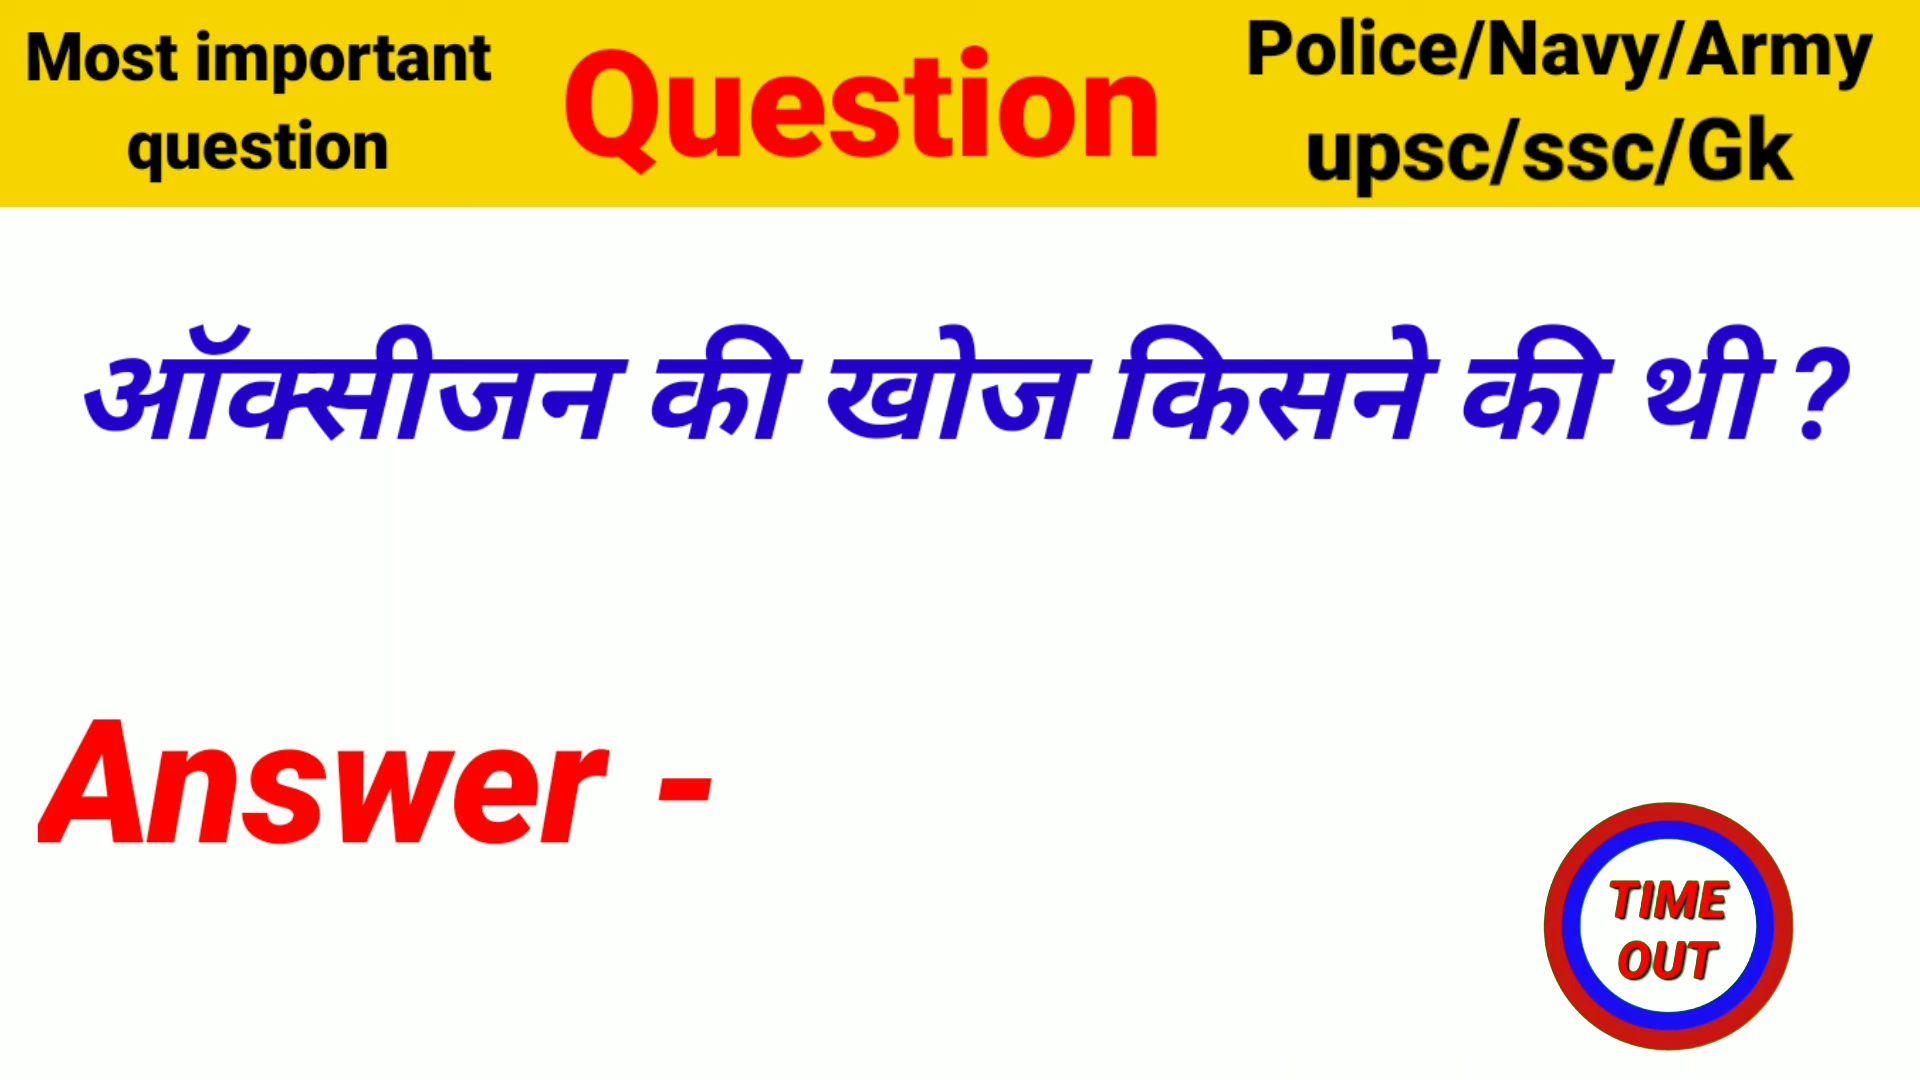 Most important
question
Question
Police/Navy/Army
upsc/ssc/Gk
ऑक्सीजन की खोज किसने की थी ?
Answer -
TIME
OUT